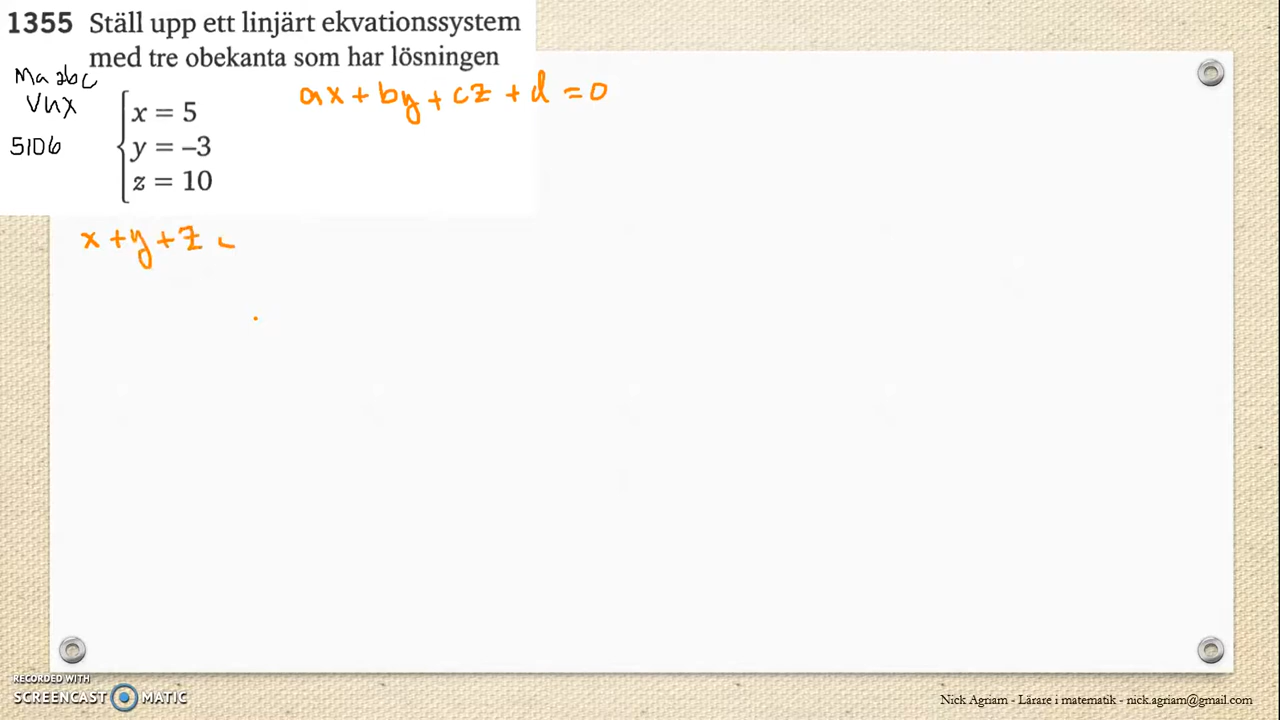 1355 Ställ upp ett linjärt ekvationssystem
med tre obekanta som har lösningen
Ma 2bc
VUX
5106
ax + by + cz + d = 0
x = 5
y = –3
z = 10
x + y + z
RECORDED WITH
SCREENCAST MATIC
Nick Agriam - Lärare i matematik - nick.agriam@gmail.com